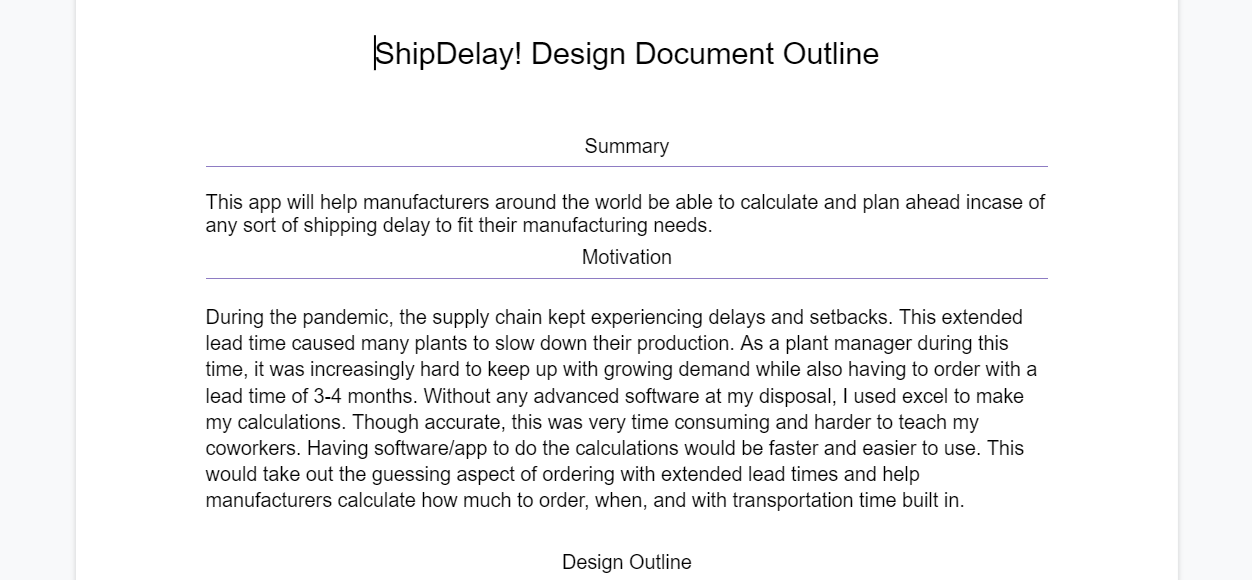 ShipDelay! Design Document Outline
Summary
This app will help manufacturers around the world be able to calculate and plan ahead incase of
any sort of shipping delay to fit their manufacturing needs.
Motivation
During the pandemic, the supply chain kept experiencing delays and setbacks. This extended
lead time caused many plants to slow down their production. As a plant manager during this
time, it was increasingly hard to keep up with growing demand while also having to order with a
lead time of 3-4 months. Without any advanced software at my disposal, I used excel to make
my calculations. Though accurate, this was very time consuming and harder to teach my
coworkers. Having software/app to do the calculations would be faster and easier to use. This
would take out the guessing aspect of ordering with extended lead times and help
manufacturers calculate how much to order, when, and with transportation time built in.
Design Outline